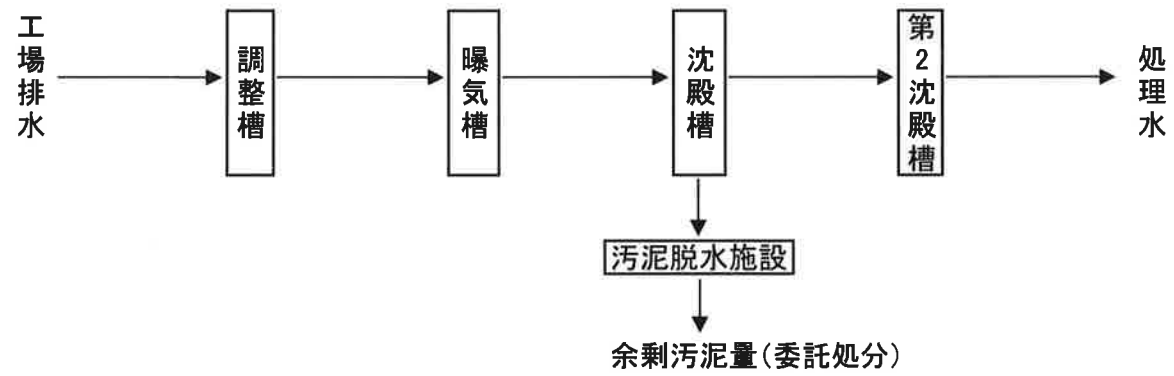 工場排水
調整槽
曝気槽
沈殿槽
第2沈殿槽
処理水
汚泥脱水施設
余剰汚泥量(委託処分)